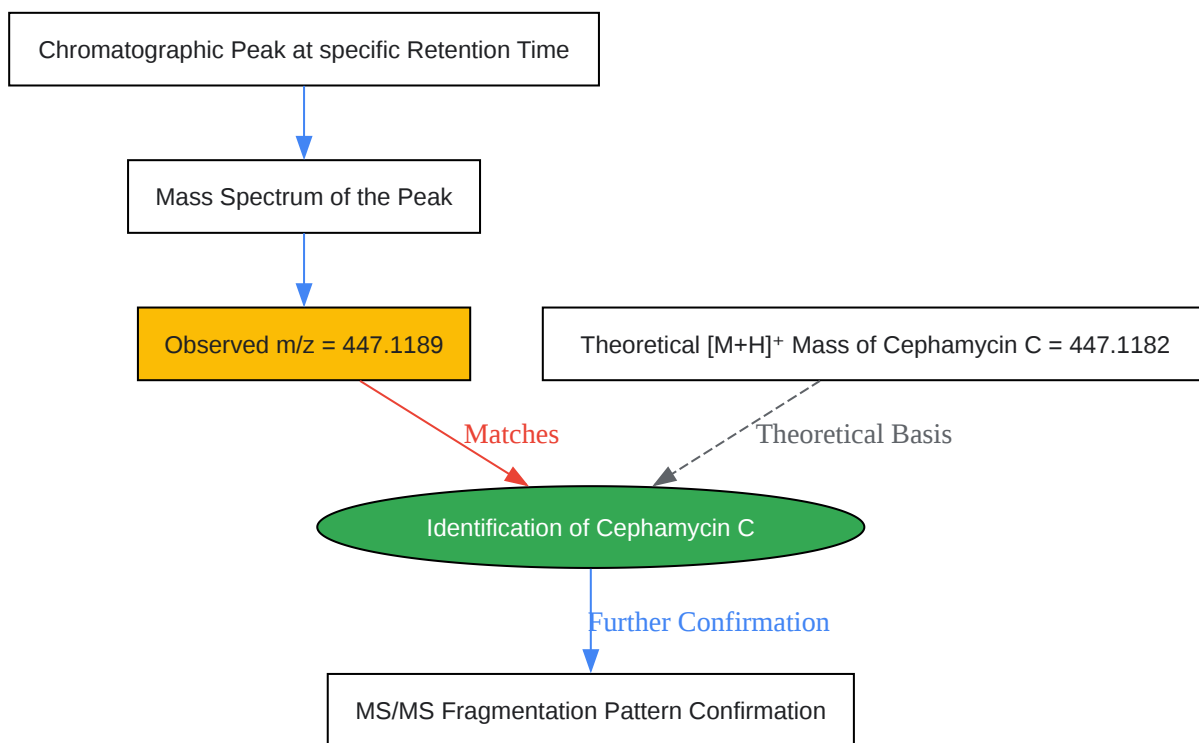 Chromatographic Peak at specific Retention Time
Mass Spectrum of the Peak
Observed m/z = 447.1189
Theoretical [M+H]⁺ Mass of Cephamycin C = 447.1182
Matches
Theoretical Basis
Identification of Cephamycin C
Further Confirmation
MS/MS Fragmentation Pattern Confirmation